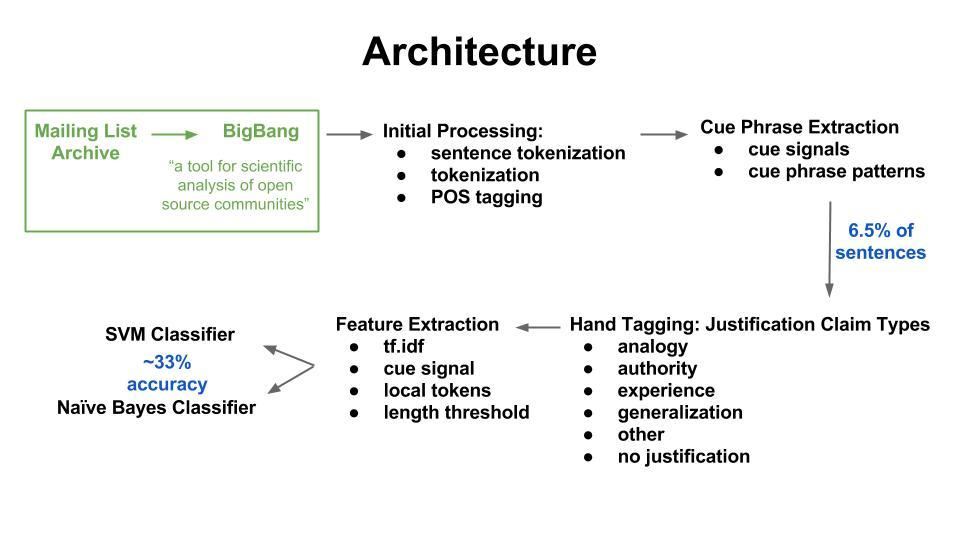 Architecture
Mailing List
Archive
BigBang
“a tool for scientific
analysis of open
source communities”
Initial Processing:
● sentence tokenization
● tokenization
● POS tagging
Cue Phrase Extraction
● cue signals
● cue phrase patterns
6.5% of
sentences
Hand Tagging: Justification Claim Types
● analogy
● authority
● experience
● generalization
● other
● no justification
Feature Extraction
● tf.idf
● cue signal
● local tokens
● length threshold
SVM Classifier
~33%
accuracy
Naïve Bayes Classifier